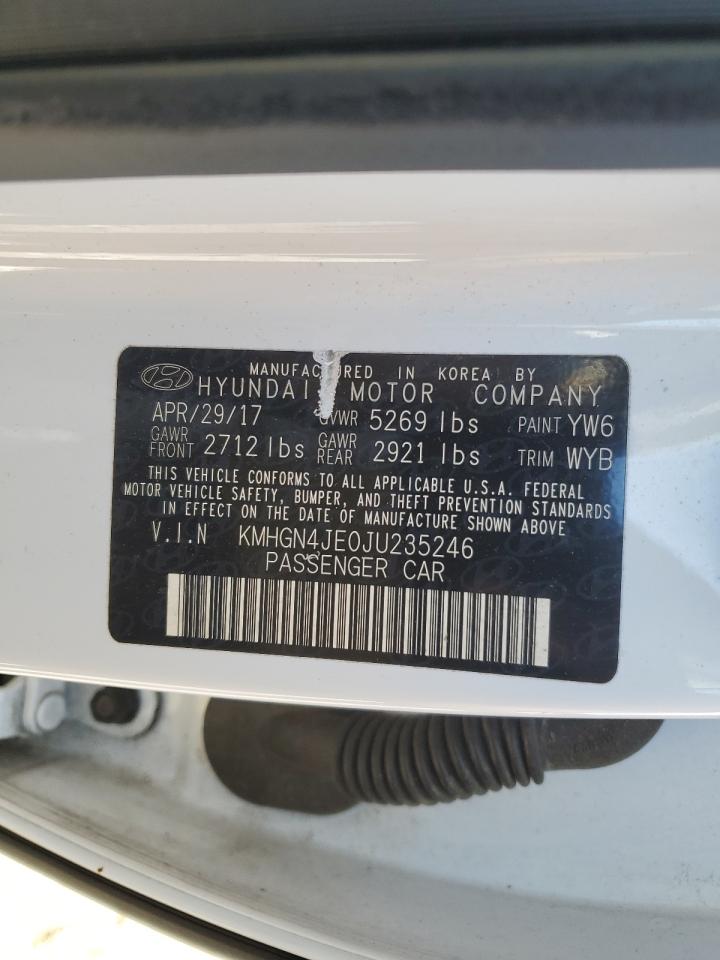 MANUFACTURED IN KOREA BY
HYUNDAI MOTOR COMPANY
APR/29/17 GVWR 5269 lbs PAINT YW6
GAWR FRONT 2712 lbs GAWR REAR 2921 lbs TRIM WYB
THIS VEHICLE CONFORMS TO ALL APPLICABLE U.S.A. FEDERAL
MOTOR VEHICLE SAFETY, BUMPER, AND THEFT PREVENTION STANDARDS
IN EFFECT ON THE DATE OF MANUFACTURE SHOWN ABOVE
V.I.N KMHGN4JE0JU235246
PASSENGER CAR